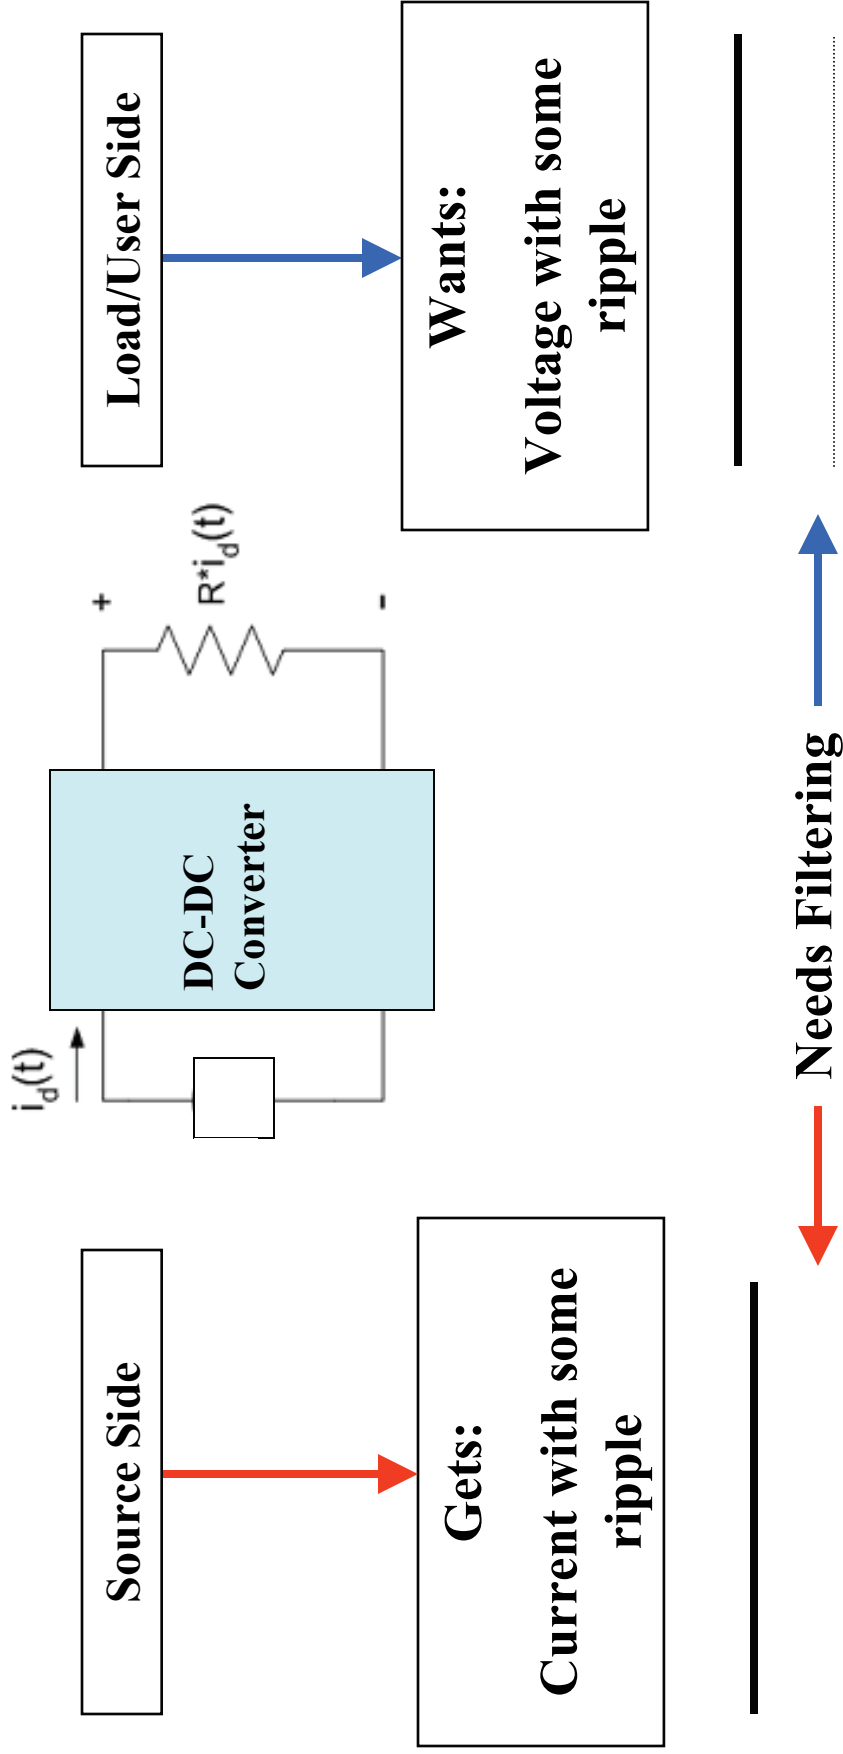 Source Side
Load/User Side
i_d(t)
DC-DC
Converter
+
R*i_d(t)
-
Gets:
Current with some
ripple
Wants:
Voltage with some
ripple
Needs Filtering